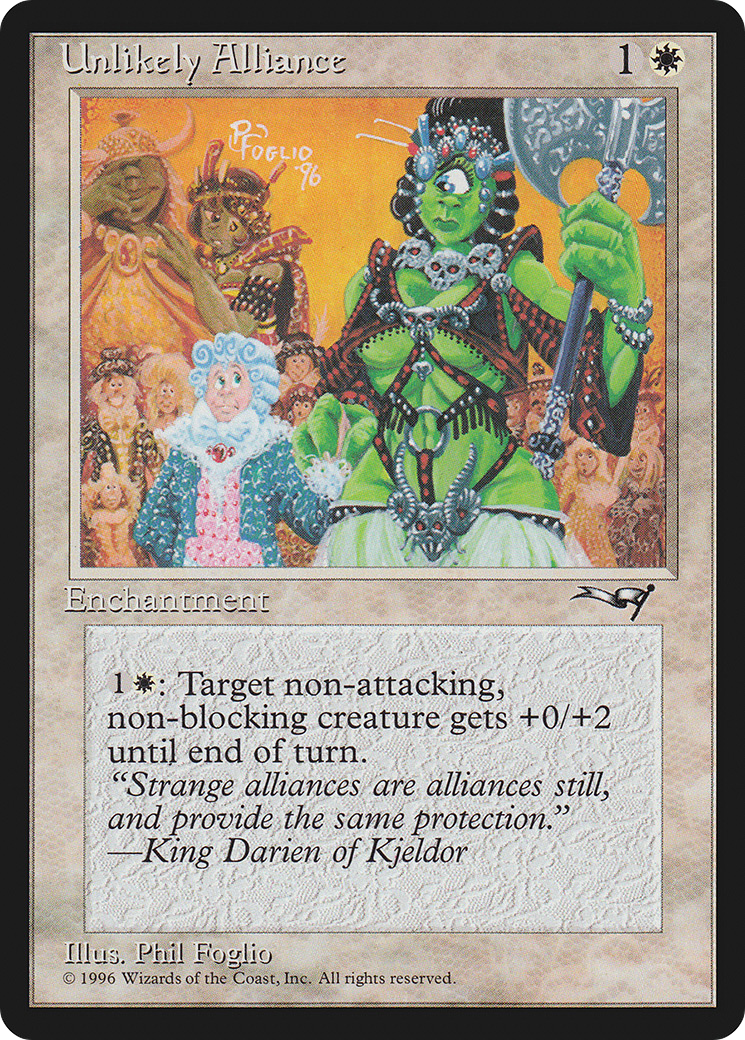 Unlikely Alliance 1
P.
FOGLIO
96
Enchantment
1 : Target non-attacking,
non-blocking creature gets +0/+2
until end of turn.
“Strange alliances are alliances still,
and provide the same protection.”
—King Darien of Kjeldor
Illus. Phil Foglio
© 1996 Wizards of the Coast, Inc. All rights reserved.